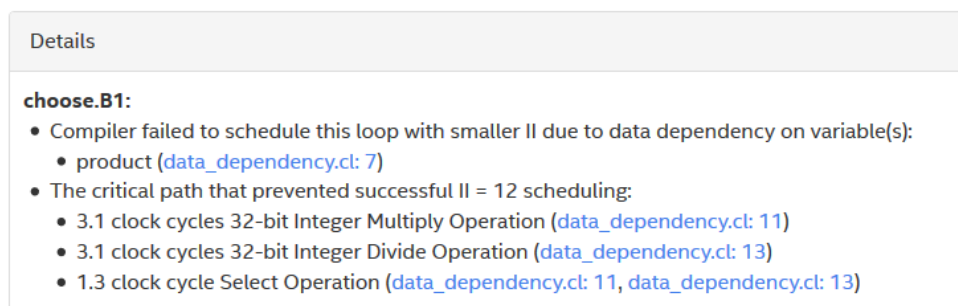 Details
choose.B1:
• Compiler failed to schedule this loop with smaller II due to data dependency on variable(s):
• product (data_dependency.cl: 7)
• The critical path that prevented successful II = 12 scheduling:
• 3.1 clock cycles 32-bit Integer Multiply Operation (data_dependency.cl: 11)
• 3.1 clock cycles 32-bit Integer Divide Operation (data_dependency.cl: 13)
• 1.3 clock cycle Select Operation (data_dependency.cl: 11, data_dependency.cl: 13)